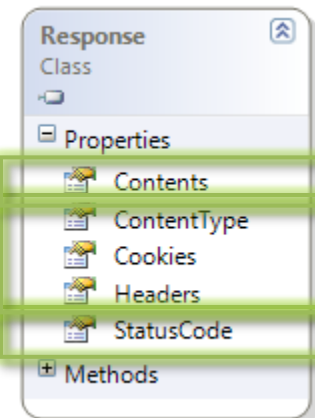 Response
Class
Properties
Contents
ContentType
Cookies
Headers
StatusCode
Methods